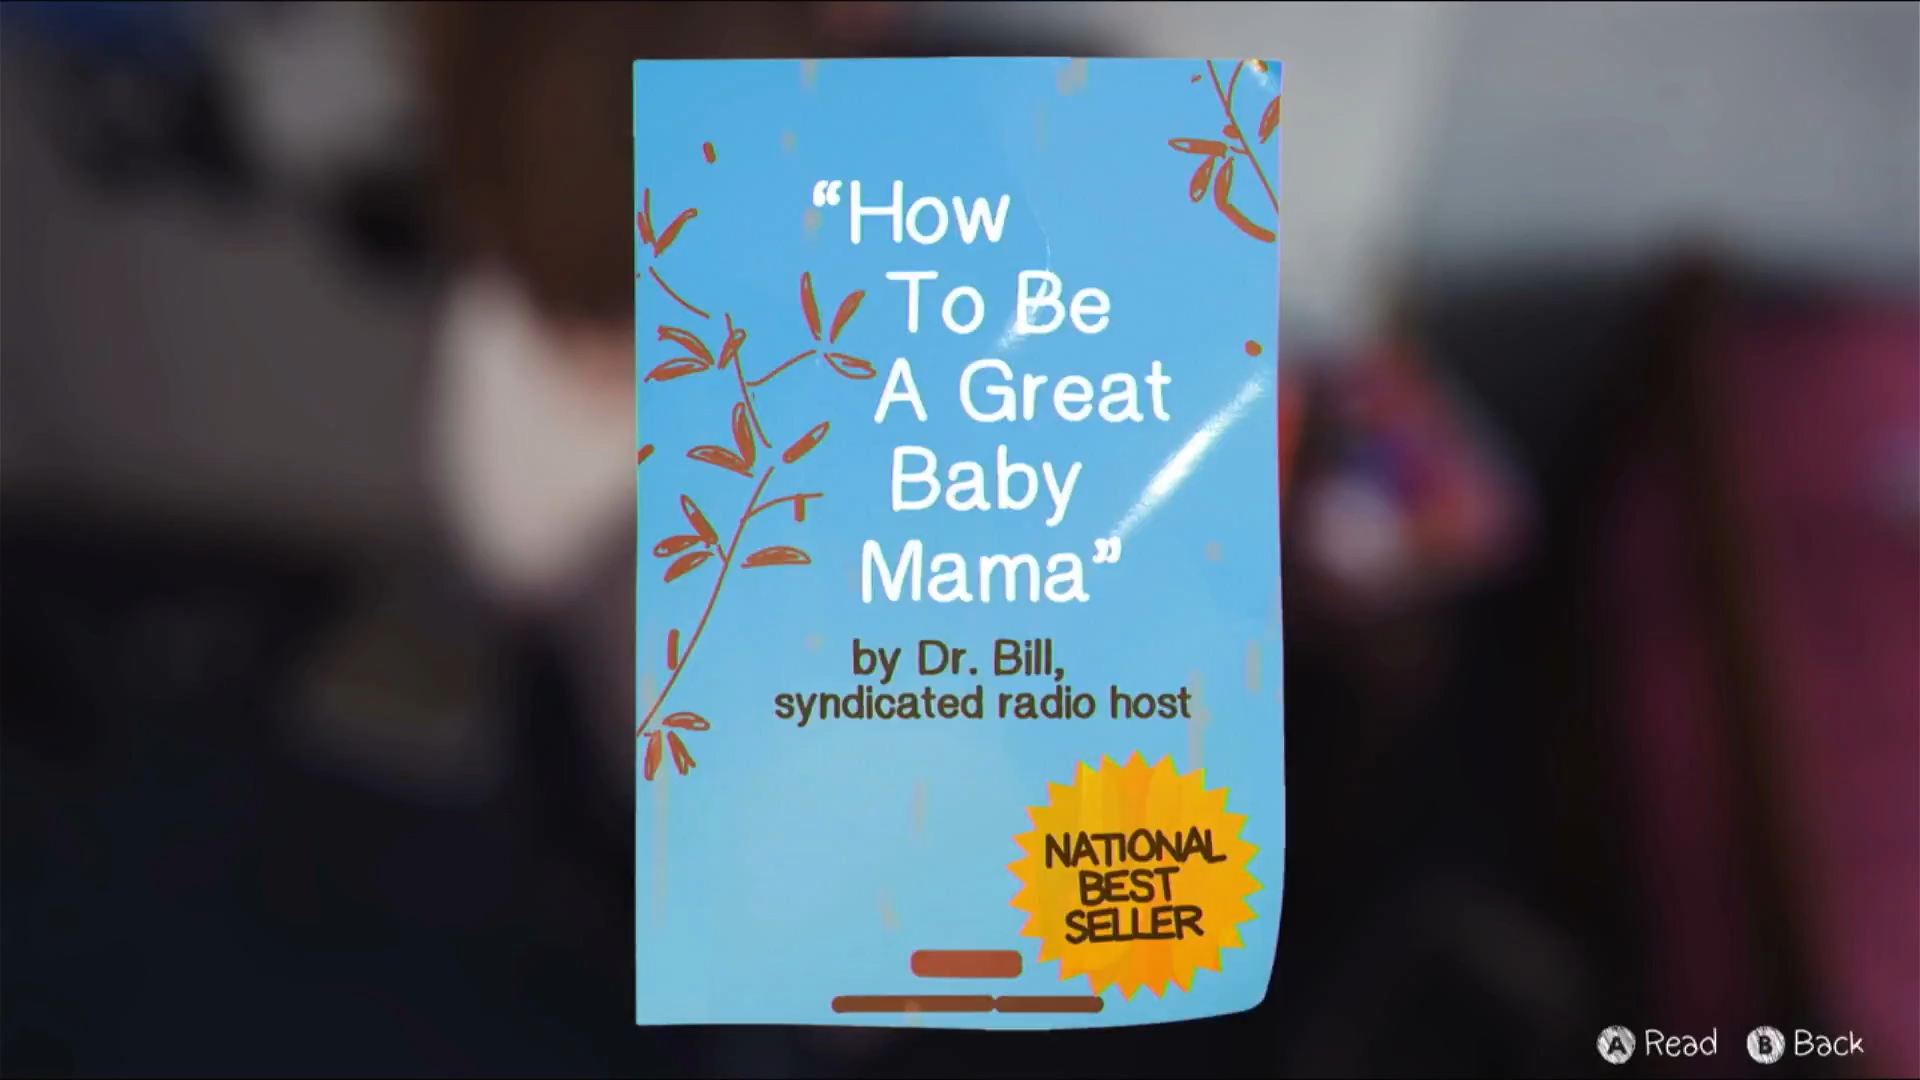 “How
To Be
A Great
Baby
Mama”
by Dr. Bill,
syndicated radio host
NATIONAL
BEST
SELLER
A Read B Back